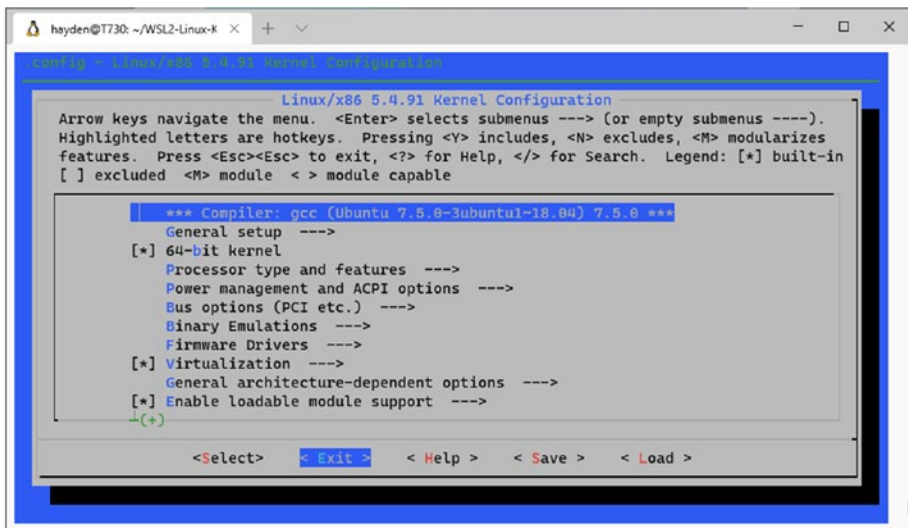 hayden@T730: ~/WSL2-Linux-K × + ∨
.config - Linux/x86 5.4.91 Kernel Configuration
Linux/x86 5.4.91 Kernel Configuration
Arrow keys navigate the menu.  <Enter> selects submenus ---> (or empty submenus ----).
Highlighted letters are hotkeys.  Pressing <Y> includes, <N> excludes, <M> modularizes
features.  Press <Esc><Esc> to exit, <?> for Help, </> for Search.  Legend: [*] built-in
[ ] excluded  <M> module  < > module capable
*** Compiler: gcc (Ubuntu 7.5.0-3ubuntu1~18.04) 7.5.0 ***
General setup  --->
[*] 64-bit kernel
Processor type and features  --->
Power management and ACPI options  --->
Bus options (PCI etc.)  --->
Binary Emulations  --->
Firmware Drivers  --->
[*] Virtualization  --->
General architecture-dependent options  --->
[*] Enable loadable module support  --->
┴(+)
<Select>    < Exit >    < Help >    < Save >    < Load >